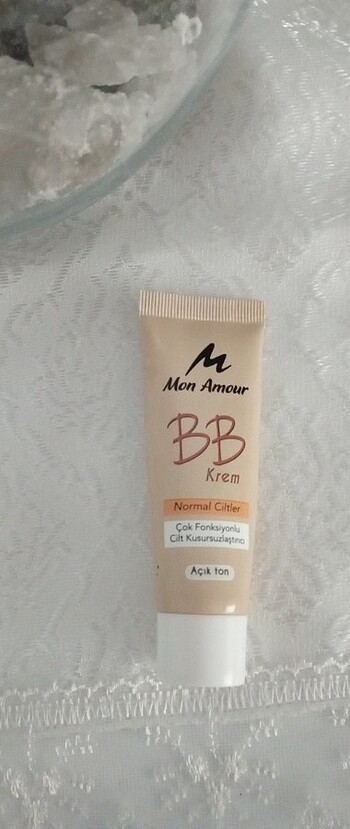 Mon Amour
BB
Krem
Normal Ciltler
Çok Fonksiyonlu
Cilt Kusursuzlaştırıcı
Açık ton